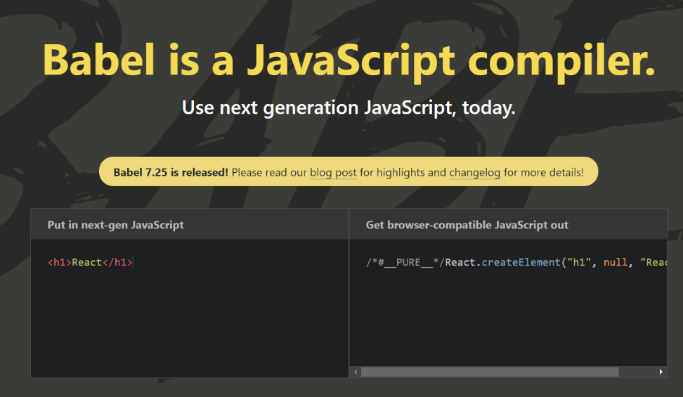 Babel is a JavaScript compiler.
Use next generation JavaScript, today.
Babel 7.25 is released! Please read our blog post for highlights and changelog for more details!
Put in next-gen JavaScript
<h1>React</h1>
Get browser-compatible JavaScript out
/*#__PURE__*/React.createElement("h1", null, "Reac